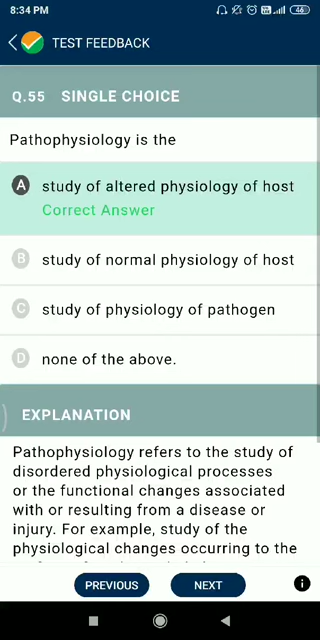 8:34 PM
46
TEST FEEDBACK
Q.55 SINGLE CHOICE
Pathophysiology is the
A study of altered physiology of host
Correct Answer
B study of normal physiology of host
C study of physiology of pathogen
D none of the above.
EXPLANATION
Pathophysiology refers to the study of
disordered physiological processes
or the functional changes associated
with or resulting from a disease or
injury. For example, study of the
physiological changes occurring to the
PREVIOUS NEXT